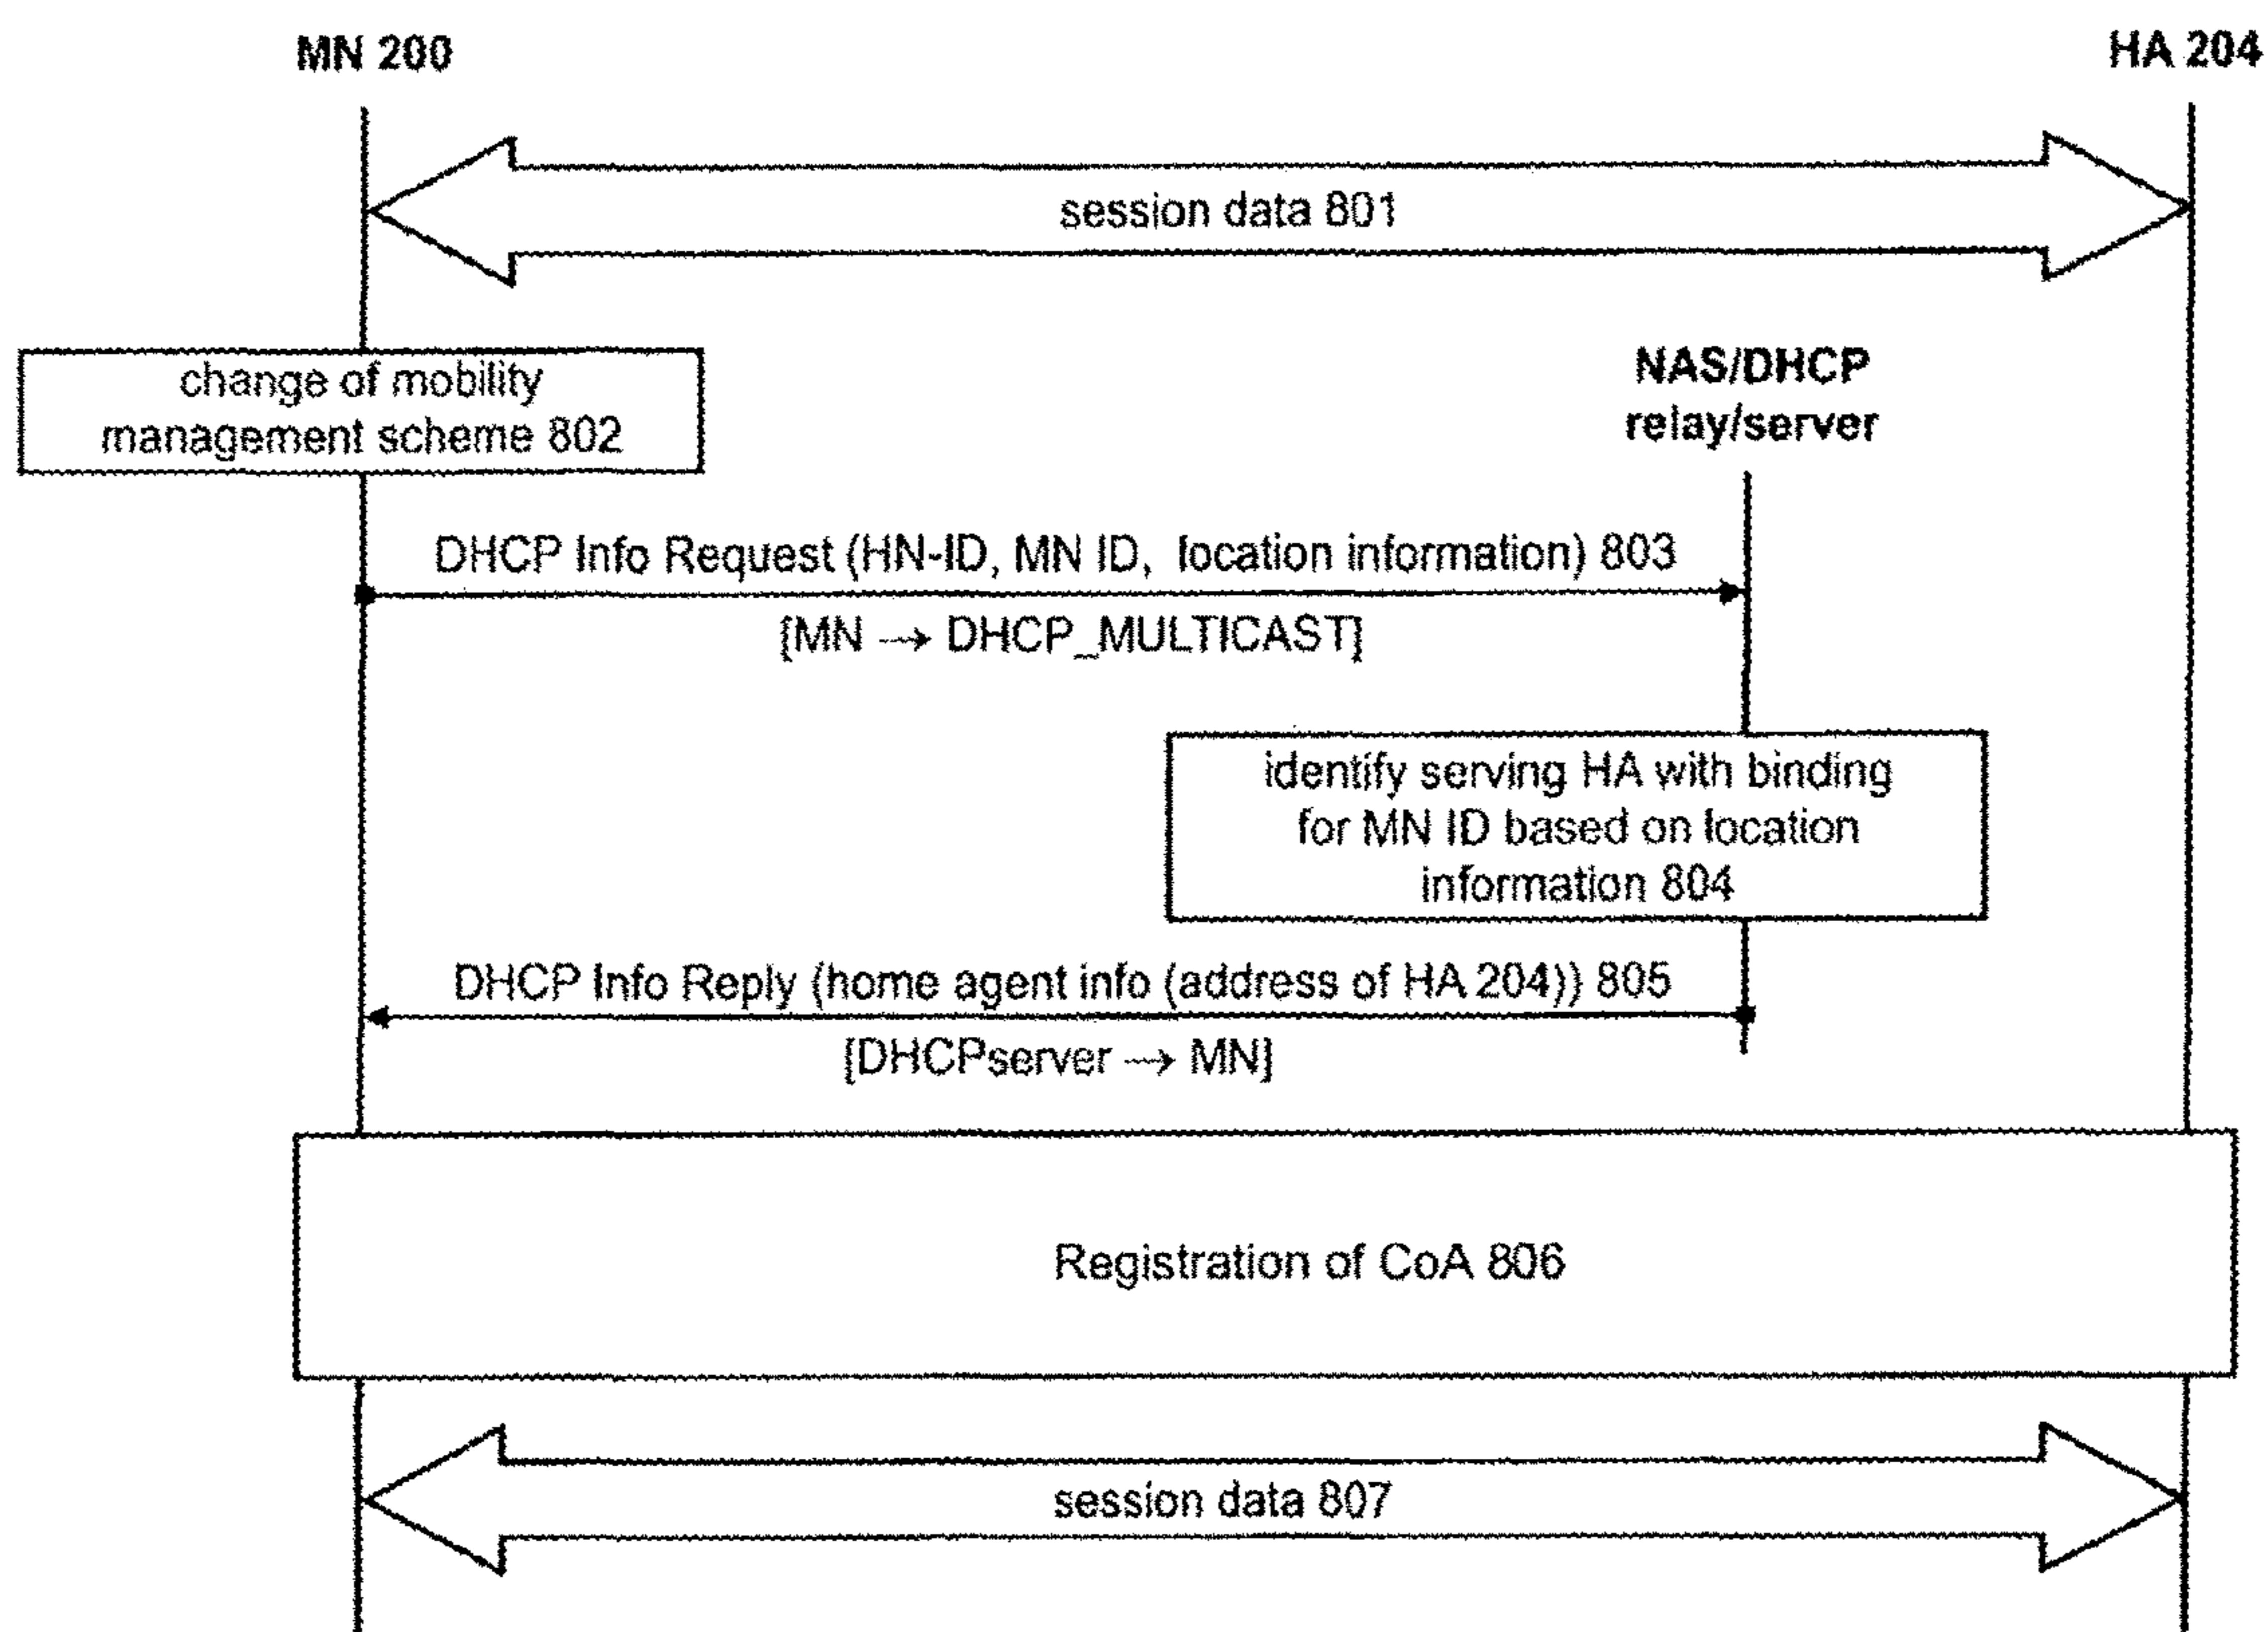 MN 200
HA 204
session data 801
change of mobility
management scheme 802
NAS/DHCP
relay/server
DHCP Info Request (HN-ID, MN ID, location information) 803
[MN → DHCP_MULTICAST]
identify serving HA with binding
for MN ID based on location
information 804
DHCP Info Reply (home agent info (address of HA 204)) 805
[DHCPserver → MN]
Registration of CoA 806
session data 807